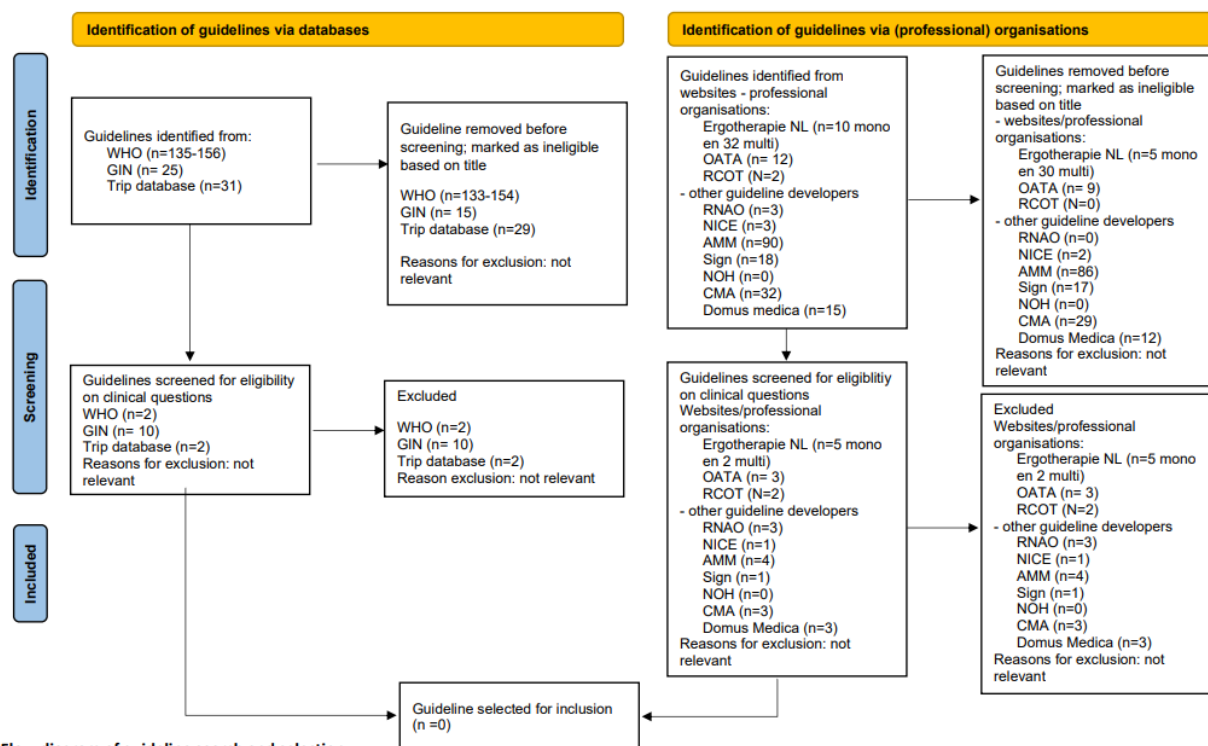 Identification of guidelines via databases
Identification of guidelines via (professional) organisations
Identification
Guidelines identified from:
WHO (n=135-156)
GIN (n= 25)
Trip database (n=31)
Guideline removed before
screening; marked as ineligible
based on title
WHO (n=133-154)
GIN (n= 15)
Trip database (n=29)
Reasons for exclusion: not
relevant
Guidelines identified from
websites - professional
organisations:
Ergotherapie NL (n=10 mono
en 32 multi)
OATA (n= 12)
RCOT (N=2)
- other guideline developers
RNAO (n=3)
NICE (n=3)
AMM (n=90)
Sign (n=18)
NOH (n=0)
CMA (n=32)
Domus medica (n=15)
Guidelines removed before
screening; marked as ineligible
based on title
- websites/professional
organisations:
Ergotherapie NL (n=5 mono
en 30 multi)
OATA (n= 9)
RCOT (N=0)
- other guideline developers
RNAO (n=0)
NICE (n=2)
AMM (n=86)
Sign (n=17)
NOH (n=0)
CMA (n=29)
Domus Medica (n=12)
Reasons for exclusion: not
relevant
Screening
Guidelines screened for eligibility
on clinical questions
WHO (n=2)
GIN (n= 10)
Trip database (n=2)
Reasons for exclusion: not
relevant
Excluded
WHO (n=2)
GIN (n= 10)
Trip database (n=2)
Reason exclusion: not relevant
Guidelines screened for eligiblitiy
on clinical questions
Websites/professional
organisations:
Ergotherapie NL (n=5 mono
en 2 multi)
OATA (n= 3)
RCOT (N=2)
- other guideline developers
RNAO (n=3)
NICE (n=1)
AMM (n=4)
Sign (n=1)
NOH (n=0)
CMA (n=3)
Domus Medica (n=3)
Reasons for exclusion: not
relevant
Excluded
Websites/professional
organisations:
Ergotherapie NL (n=5 mono
en 2 multi)
OATA (n= 3)
RCOT (N=2)
- other guideline developers
RNAO (n=3)
NICE (n=1)
AMM (n=4)
Sign (n=1)
NOH (n=0)
CMA (n=3)
Domus Medica (n=3)
Reasons for exclusion: not
relevant
Included
Guideline selected for inclusion
(n =0)